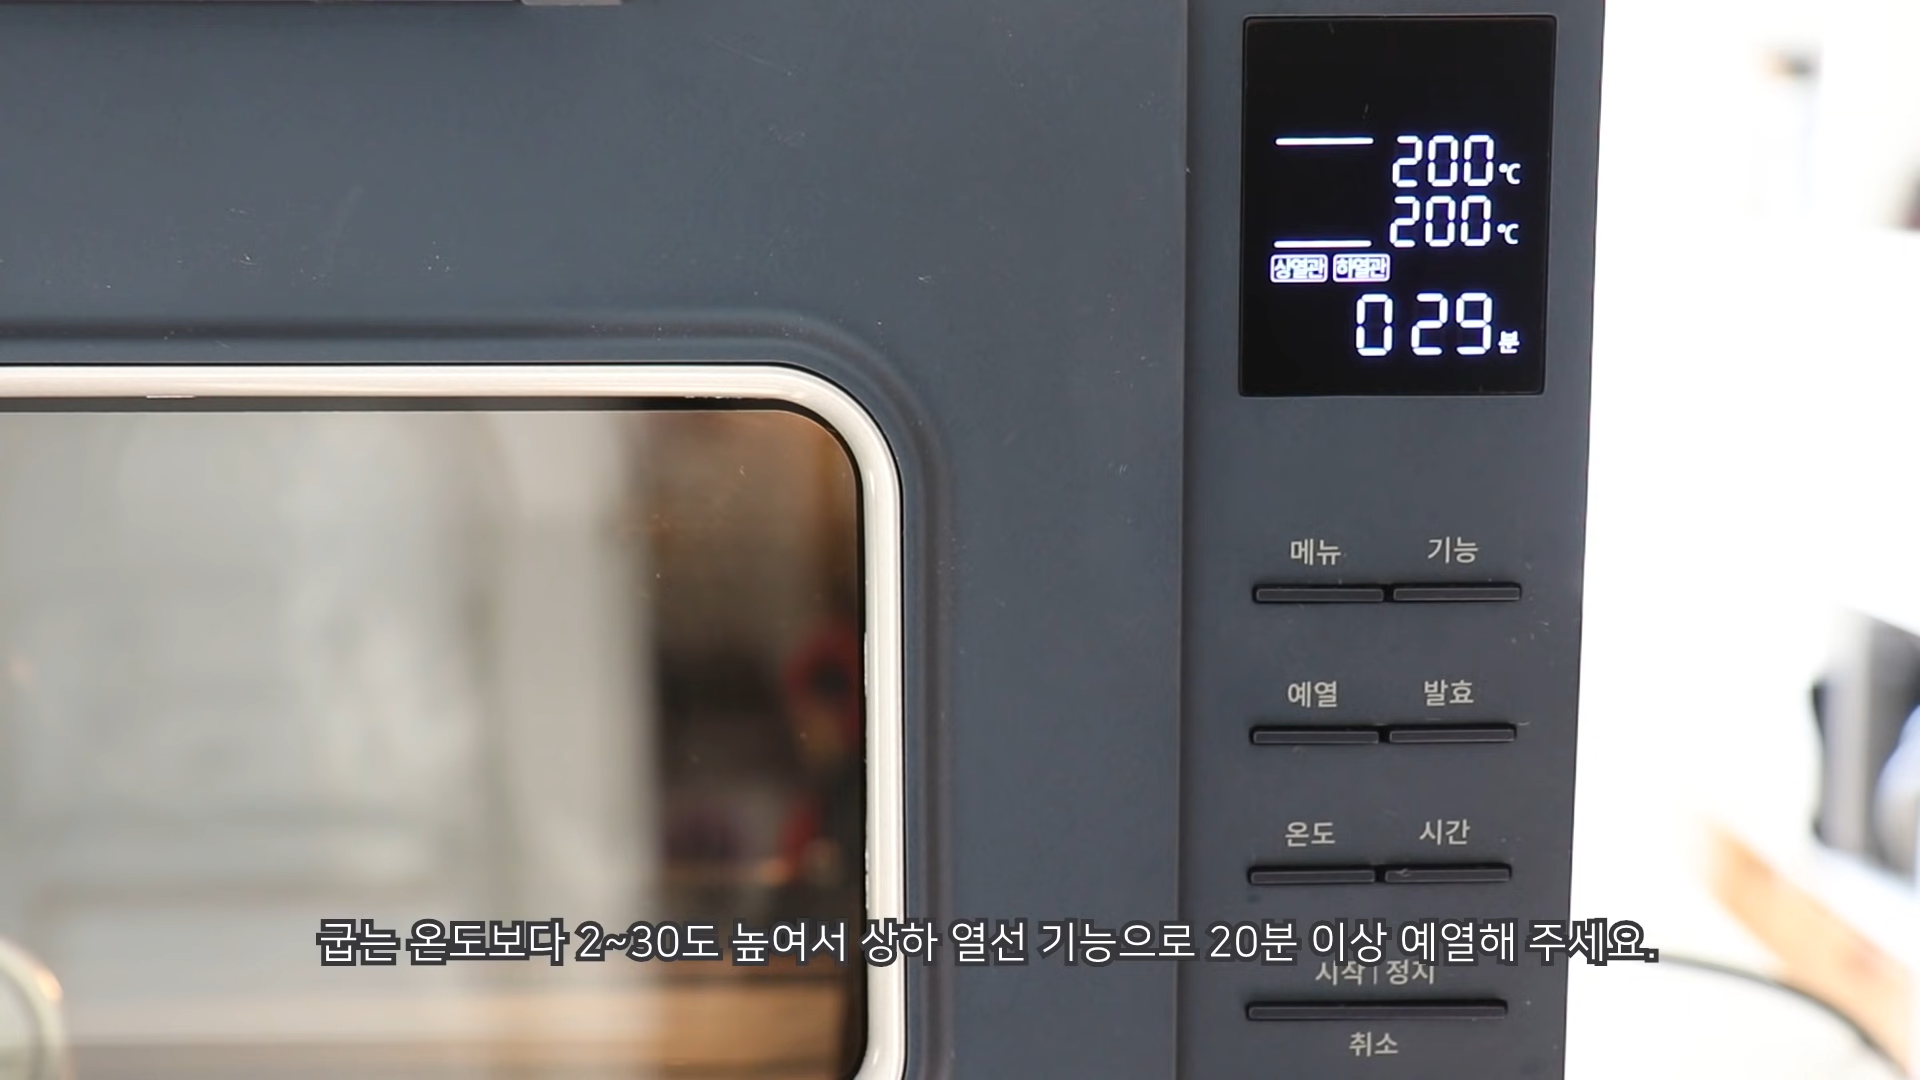 200℃
200℃
상열관 하열관
029분
메뉴 기능
예열 발효
온도 시간
굽는 온도보다 2~30도 높여서 상하 열선 기능으로 20분 이상 예열해 주세요.
시작 | 정지
취소